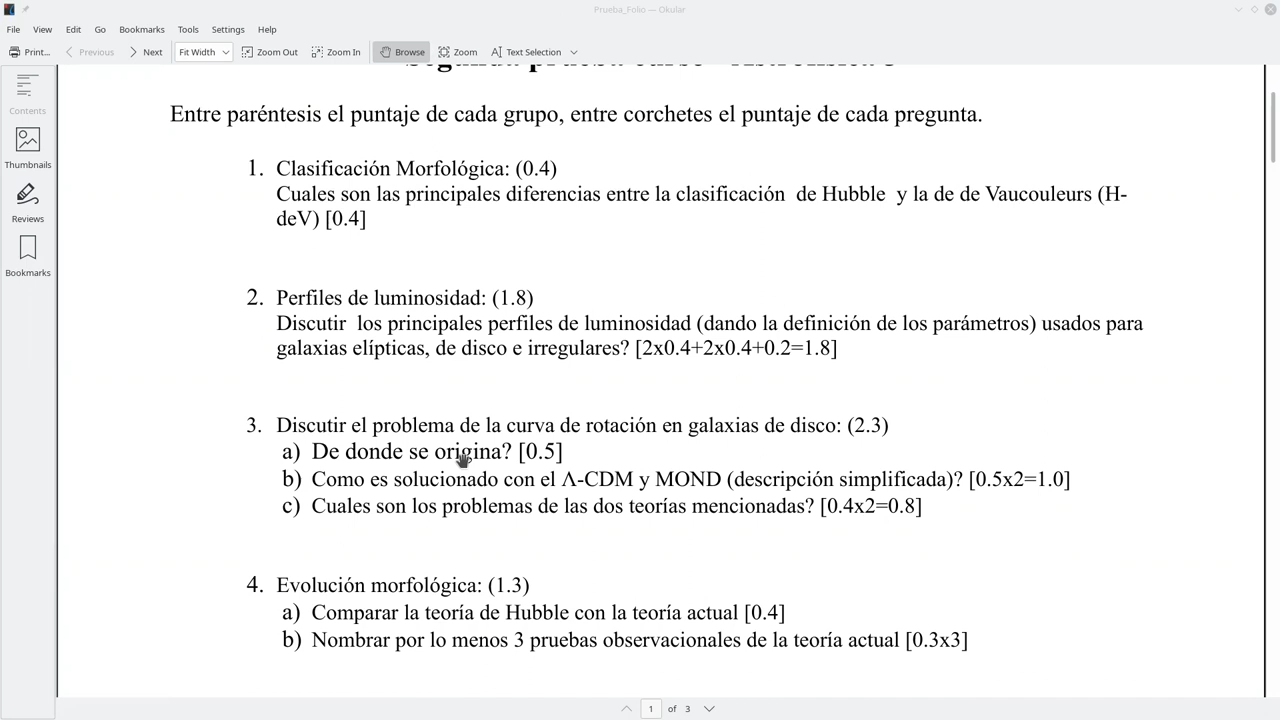 Prueba_Folio — Okular
File View Edit Go Bookmarks Tools Settings Help
Print... Previous Next Fit Width Zoom Out Zoom In Browse Zoom Text Selection
Contents
Thumbnails
Reviews
Bookmarks
Entre paréntesis el puntaje de cada grupo, entre corchetes el puntaje de cada pregunta.
1. Clasificación Morfológica: (0.4)
Cuales son las principales diferencias entre la clasificación de Hubble y la de de Vaucouleurs (H-
deV) [0.4]
2. Perfiles de luminosidad: (1.8)
Discutir los principales perfiles de luminosidad (dando la definición de los parámetros) usados para
galaxias elípticas, de disco e irregulares? [2x0.4+2x0.4+0.2=1.8]
3. Discutir el problema de la curva de rotación en galaxias de disco: (2.3)
a) De donde se origina? [0.5]
b) Como es solucionado con el Λ-CDM y MOND (descripción simplificada)? [0.5x2=1.0]
c) Cuales son los problemas de las dos teorías mencionadas? [0.4x2=0.8]
4. Evolución morfológica: (1.3)
a) Comparar la teoría de Hubble con la teoría actual [0.4]
b) Nombrar por lo menos 3 pruebas observacionales de la teoría actual [0.3x3]
1 of 3